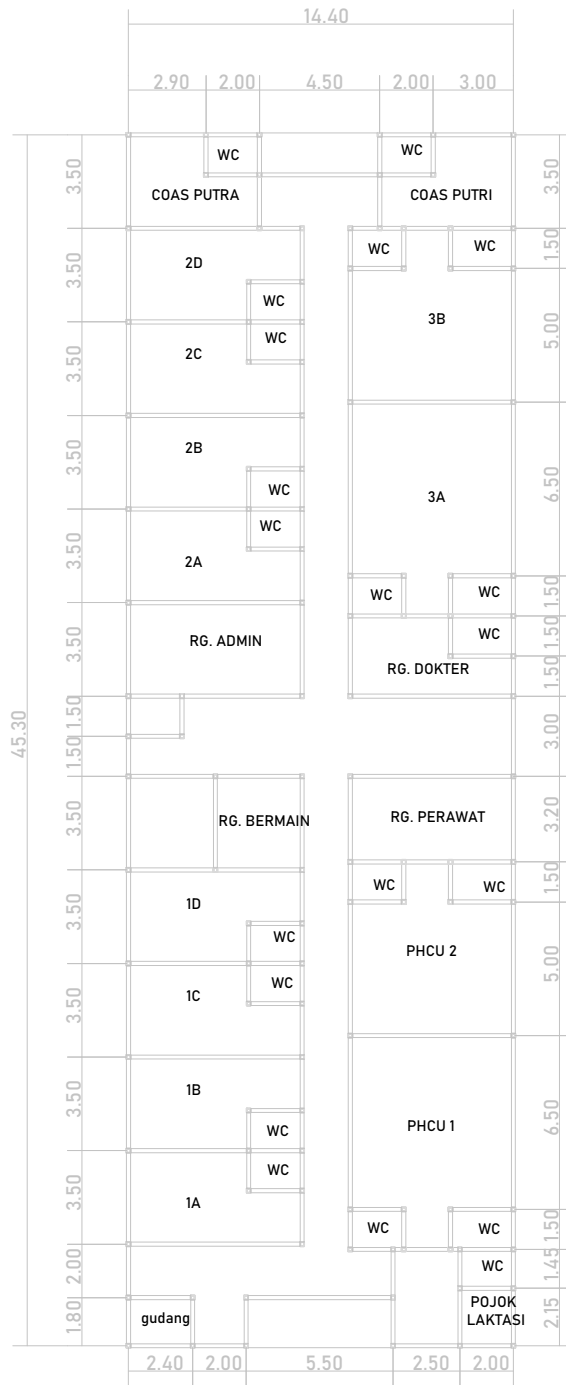 14.40
2.90 2.00 4.50 2.00 3.00
WC WC
3.50 COAS PUTRA COAS PUTRI 3.50
WC WC 1.50
3.50 2D
WC
3B 5.00
WC
3.50 2C
2B
3.50
WC
3A 6.50
WC
3.50 2A
WC WC 1.50
3.50 RG. ADMIN WC 1.50
RG. DOKTER 1.50
1.50
45.30
3.00
1.50
3.50 RG. BERMAIN RG. PERAWAT 3.20
WC WC 1.50
3.50 1D
WC
PHCU 2 5.00
WC
3.50 1C
1B
3.50
PHCU 1 6.50
WC
WC
3.50 1A
WC WC 1.50
2.00 WC 1.45
1.80 gudang POJOK
LAKTASI 2.15
2.40 2.00 5.50 2.50 2.00